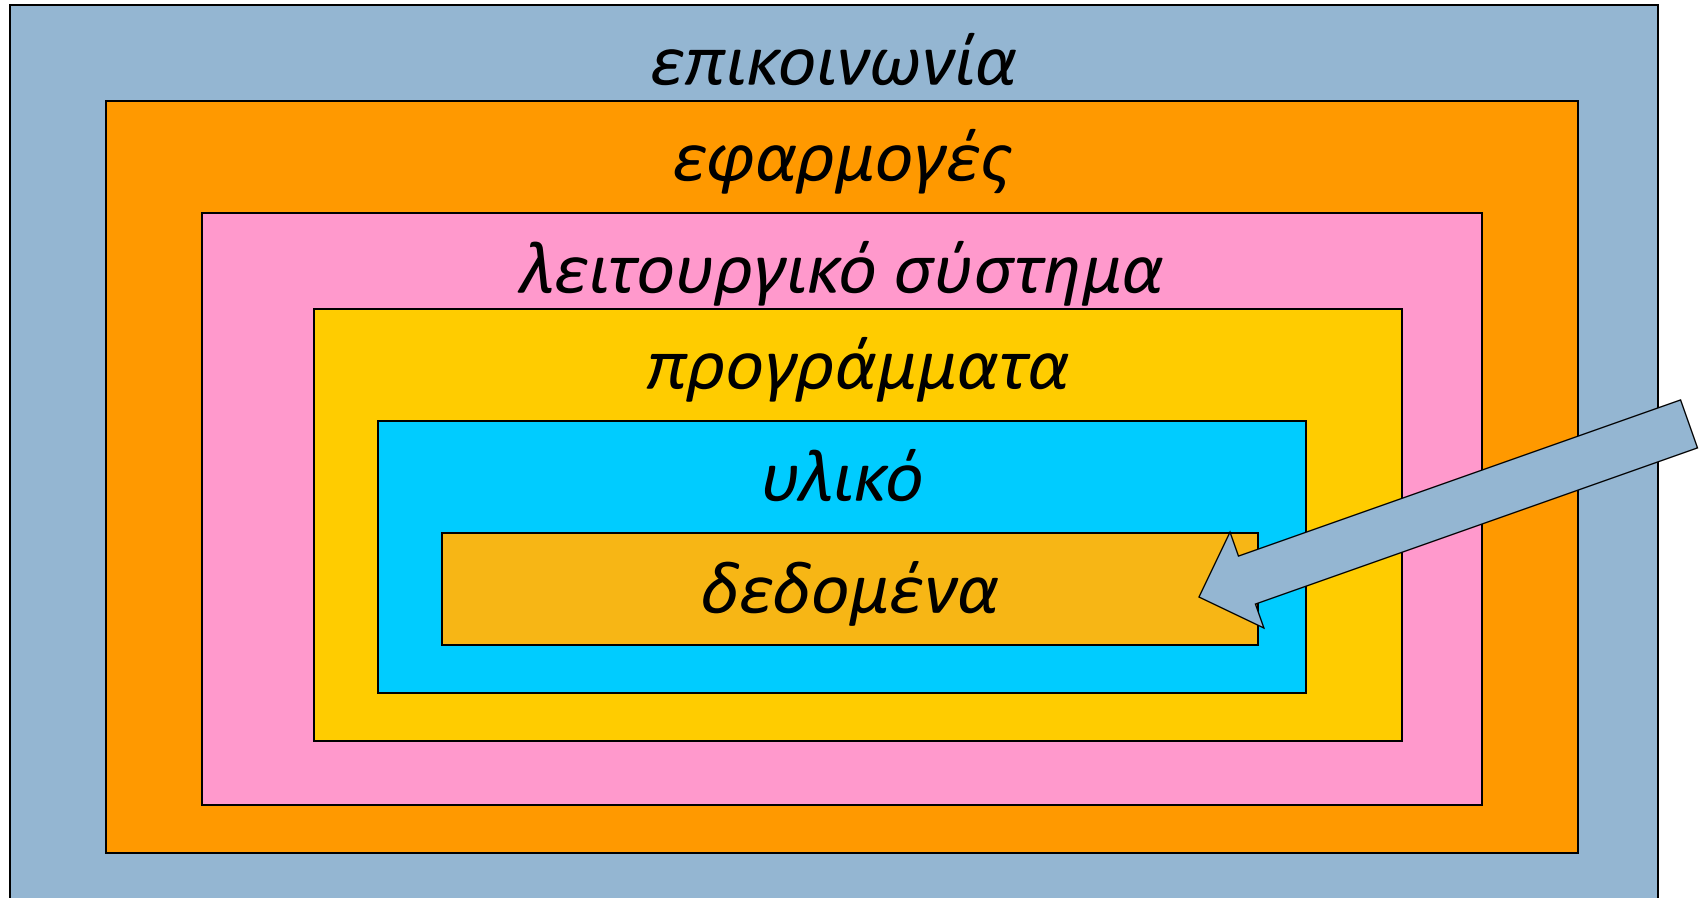 επικοινωνία
εφαρμογές
λειτουργικό σύστημα
προγράμματα
υλικό
δεδομένα